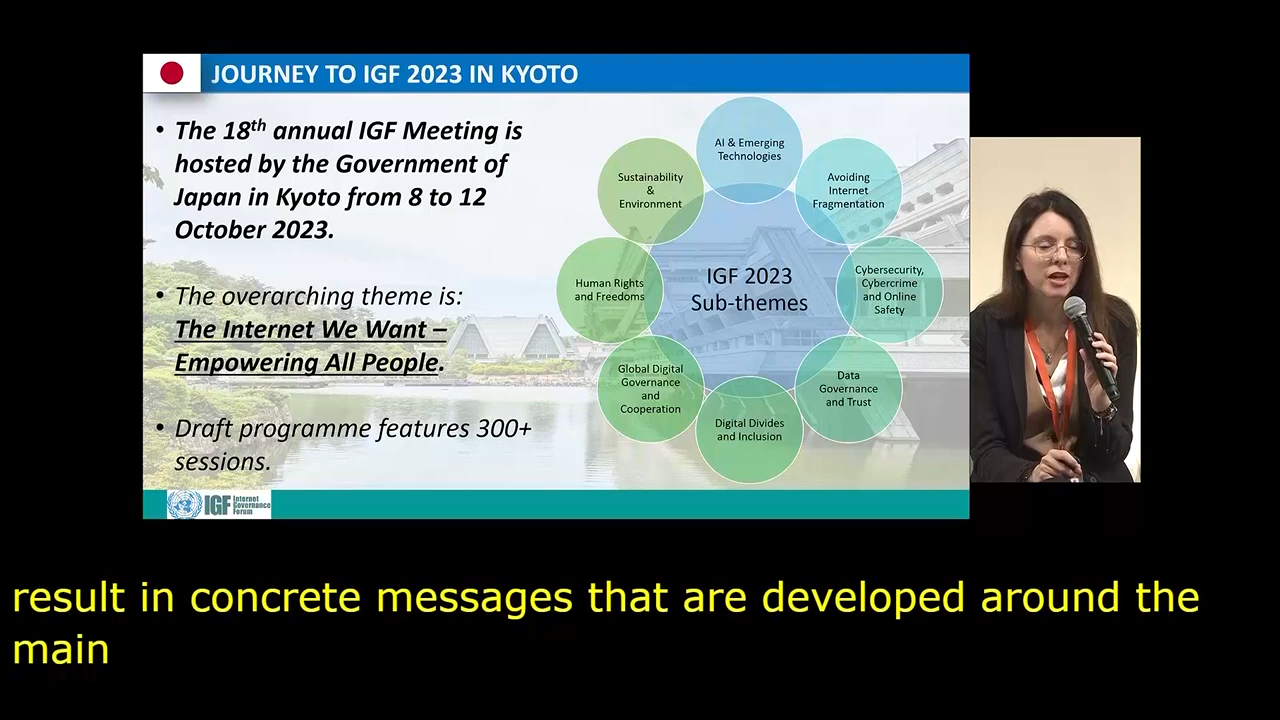 JOURNEY TO IGF 2023 IN KYOTO
• The 18th annual IGF Meeting is
hosted by the Government of
Japan in Kyoto from 8 to 12
October 2023.
• The overarching theme is:
The Internet We Want –
Empowering All People.
• Draft programme features 300+
sessions.
IGF 2023
Sub-themes
AI & Emerging
Technologies
Avoiding
Internet
Fragmentation
Cybersecurity,
Cybercrime
and Online
Safety
Data
Governance
and Trust
Digital Divides
and Inclusion
Global Digital
Governance
and
Cooperation
Human Rights
and Freedoms
Sustainability
&
Environment
IGF
Internet
Governance
Forum
result in concrete messages that are developed around the
main